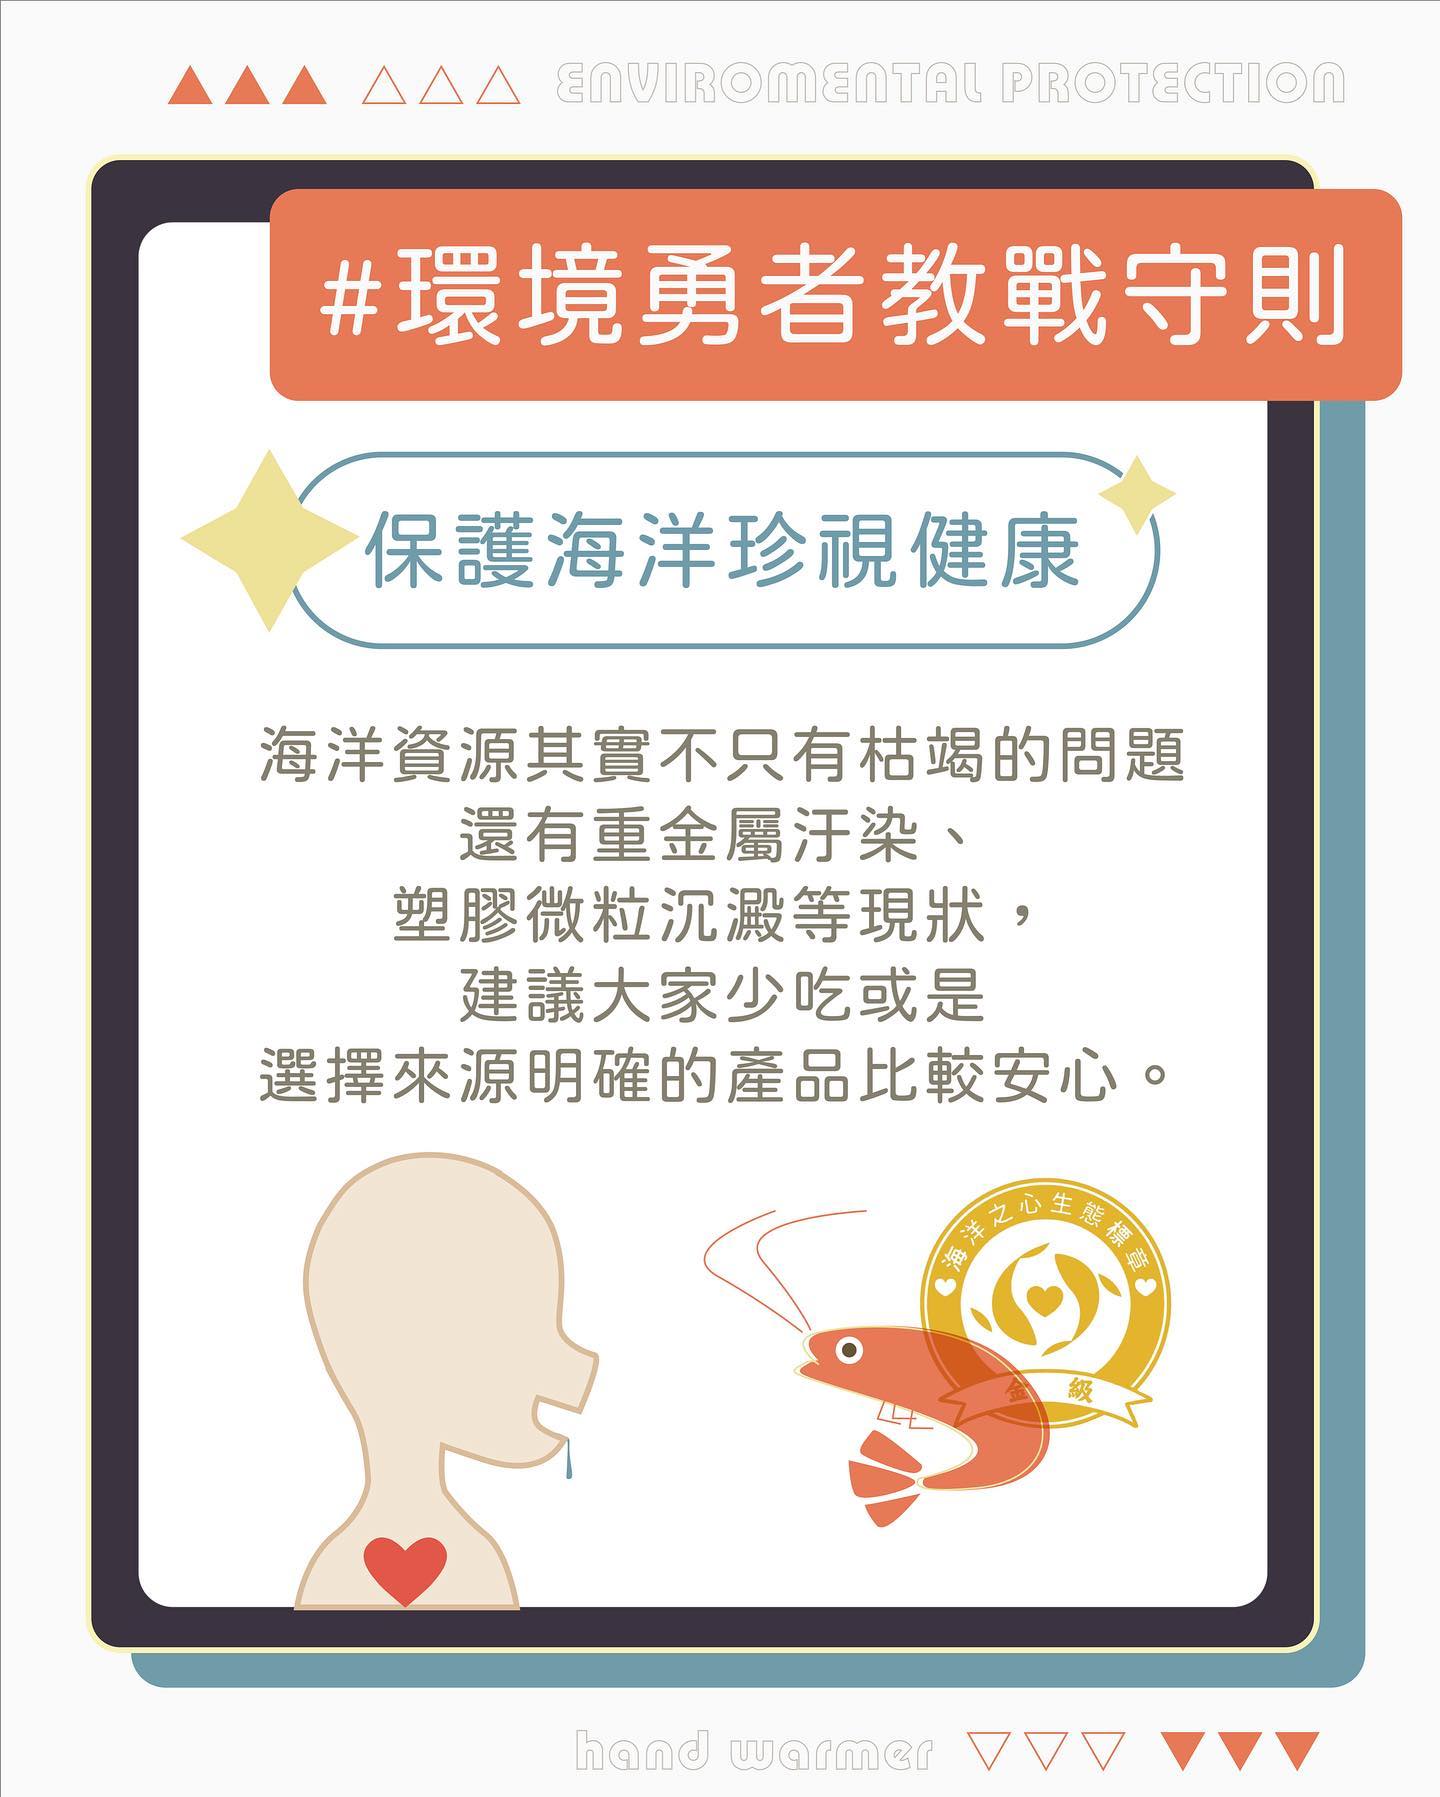 ENVIROMENTAL PROTECTION
#環境勇者教戰守則
保護海洋珍視健康
海洋資源其實不只有枯竭的問題
還有重金屬汙染、
塑膠微粒沉澱等現狀，
建議大家少吃或是
選擇來源明確的產品比較安心。
海洋之心生態標章
金級
hand warmer